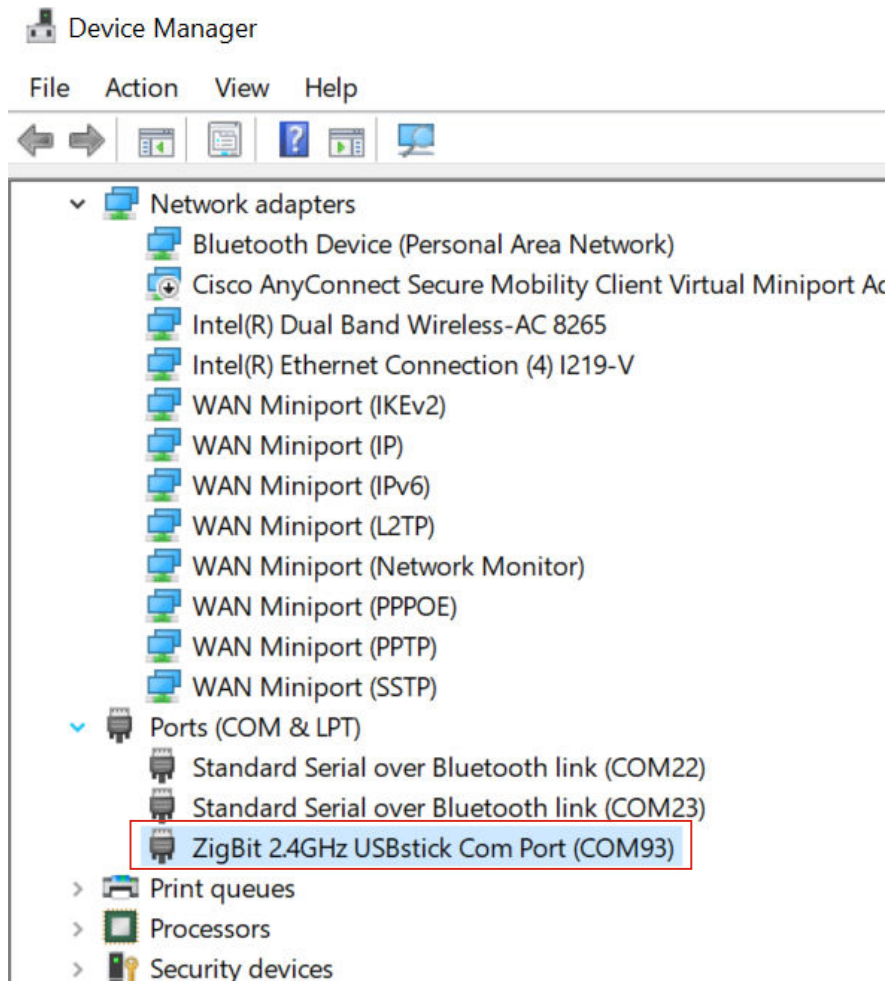 Device Manager
File Action View Help
Network adapters
Bluetooth Device (Personal Area Network)
Cisco AnyConnect Secure Mobility Client Virtual Miniport
Intel(R) Dual Band Wireless-AC 8265
Intel(R) Ethernet Connection (4) I219-V
WAN Miniport (IKEv2)
WAN Miniport (IP)
WAN Miniport (IPv6)
WAN Miniport (L2TP)
WAN Miniport (Network Monitor)
WAN Miniport (PPPOE)
WAN Miniport (PPTP)
WAN Miniport (SSTP)
Ports (COM & LPT)
Standard Serial over Bluetooth link (COM22)
Standard Serial over Bluetooth link (COM23)
ZigBit 2.4GHz USBstick Com Port (COM93)
Print queues
Processors
Security devices